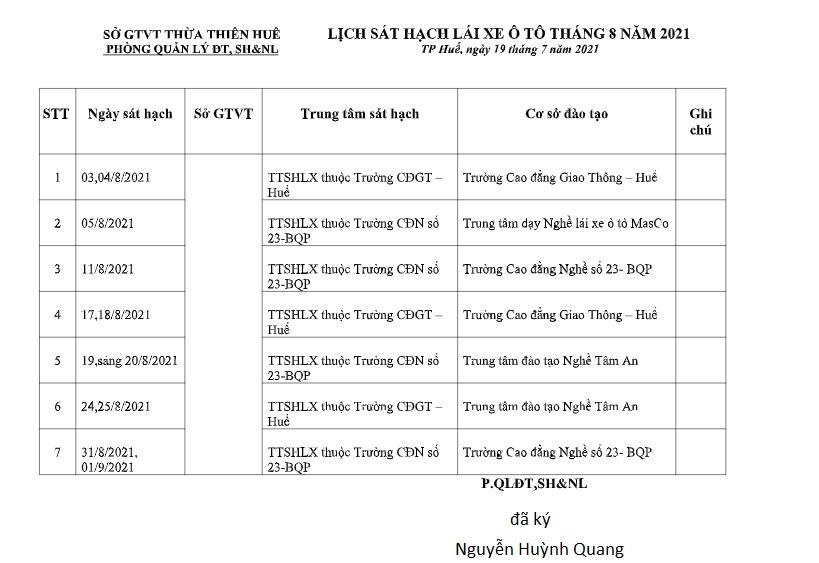 SỞ GTVT THỪA THIÊN HUẾ
PHÒNG QUẢN LÝ ĐT, SH&NL
LỊCH SÁT HẠCH LÁI XE Ô TÔ THÁNG 8 NĂM 2021
TP Huế, ngày 19 tháng 7 năm 2021
STT Ngày sát hạch Sở GTVT Trung tâm sát hạch Cơ sở đào tạo Ghi
chú
1 03,04/8/2021 TTSHLX thuộc Trường CĐGT – Trường Cao đẳng Giao Thông – Huế
Huế
2 05/8/2021 TTSHLX thuộc Trường CĐN số Trung tâm dạy Nghề lái xe ô tô MasCo
23-BQP
3 11/8/2021 TTSHLX thuộc Trường CĐN số Trường Cao đẳng Nghề số 23- BQP
23-BQP
4 17,18/8/2021 TTSHLX thuộc Trường CĐGT – Trường Cao đẳng Giao Thông – Huế
Huế
5 19,sáng 20/8/2021 TTSHLX thuộc Trường CĐN số Trung tâm đào tạo Nghề Tâm An
23-BQP
6 24,25/8/2021 TTSHLX thuộc Trường CĐGT – Trung tâm đào tạo Nghề Tâm An
Huế
7 31/8/2021, TTSHLX thuộc Trường CĐN số Trường Cao đẳng Nghề số 23- BQP
01/9/2021 23-BQP
P.QLĐT,SH&NL
đã ký
Nguyễn Huỳnh Quang